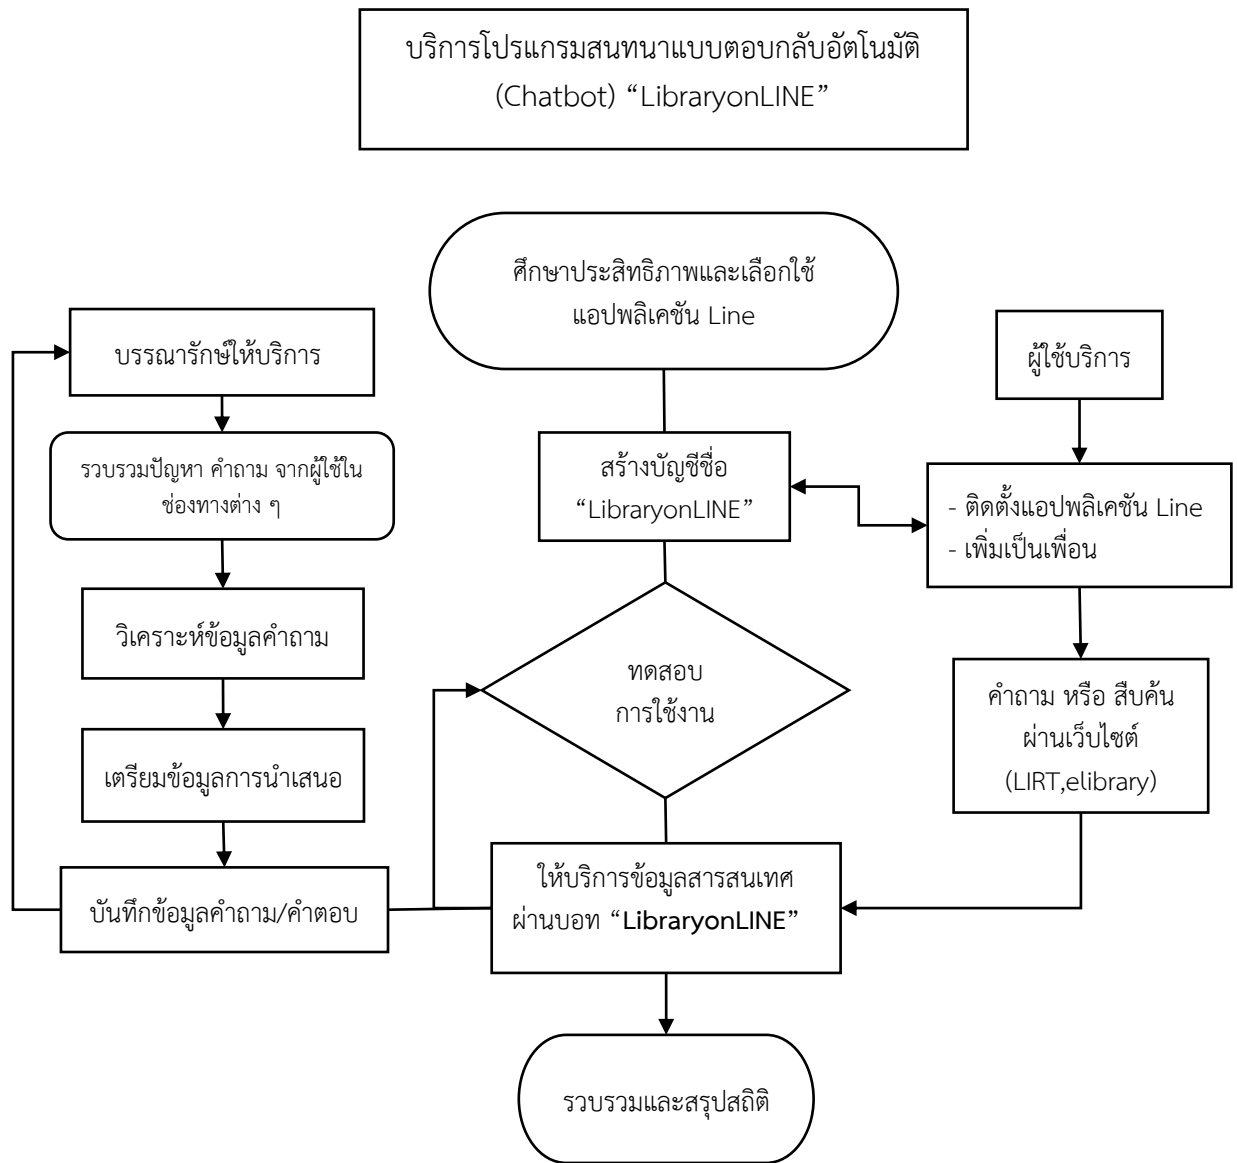 บริการโปรแกรมสนทนาแบบตอบกลับอัตโนมัติ
(Chatbot) “LibraryonLINE”
ศึกษาประสิทธิภาพและเลือกใช้
แอปพลิเคชัน Line
บรรณารักษ์ให้บริการ
ผู้ใช้บริการ
รวบรวมปัญหา คำถาม จากผู้ใช้ใน
ช่องทางต่าง ๆ
สร้างบัญชีชื่อ
“LibraryonLINE”
- ติดตั้งแอปพลิเคชัน Line
- เพิ่มเป็นเพื่อน
วิเคราะห์ข้อมูลคำถาม
ทดสอบ
การใช้งาน
คำถาม หรือ สืบค้น
ผ่านเว็บไซต์
(LIRT,elibrary)
เตรียมข้อมูลการนำเสนอ
บันทึกข้อมูลคำถาม/คำตอบ
ให้บริการข้อมูลสารสนเทศ
ผ่านบอท “LibraryonLINE”
รวบรวมและสรุปสถิติ